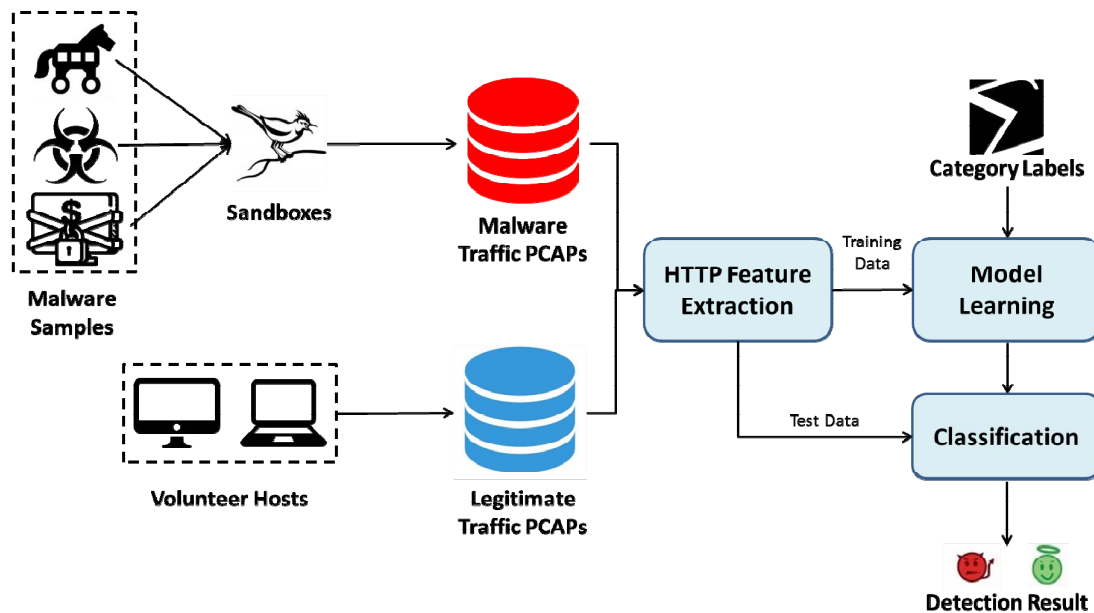 Malware
Samples
Sandboxes
Malware
Traffic PCAPs
Volunteer Hosts
Legitimate
Traffic PCAPs
HTTP Feature
Extraction
Training
Data
Test Data
Category Labels
Model
Learning
Classification
Detection Result
$